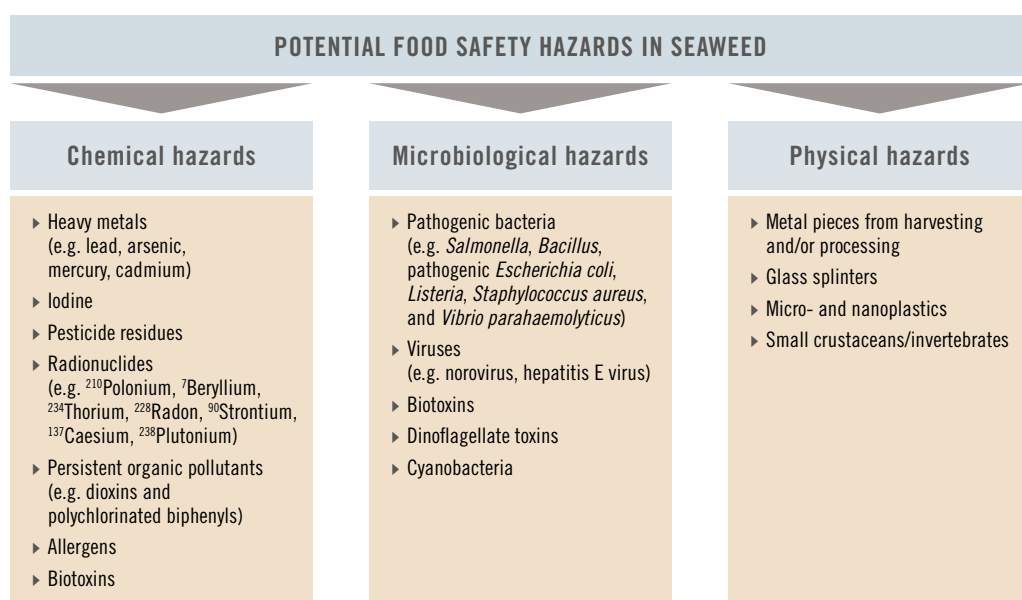 POTENTIAL FOOD SAFETY HAZARDS IN SEAWEED
Chemical hazards
Heavy metals
(e.g. lead, arsenic,
mercury, cadmium)
Iodine
Pesticide residues
Radionuclides
(e.g. ²¹⁰Polonium, ⁷Beryllium,
²³⁴Thorium, ²²⁸Radon, ⁹⁰Strontium,
¹³⁷Caesium, ²³⁸Plutonium)
Persistent organic pollutants
(e.g. dioxins and
polychlorinated biphenyls)
Allergens
Biotoxins
Microbiological hazards
Pathogenic bacteria
(e.g. Salmonella, Bacillus,
pathogenic Escherichia coli,
Listeria, Staphylococcus aureus,
and Vibrio parahaemolyticus)
Viruses
(e.g. norovirus, hepatitis E virus)
Biotoxins
Dinoflagellate toxins
Cyanobacteria
Physical hazards
Metal pieces from harvesting
and/or processing
Glass splinters
Micro- and nanoplastics
Small crustaceans/invertebrates